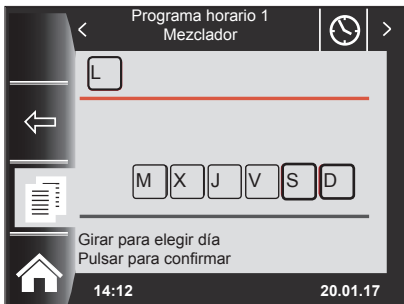 Programa horario 1
Mezclador
L
M X J V S D
Girar para elegir día
Pulsar para confirmar
14:12 20.01.17